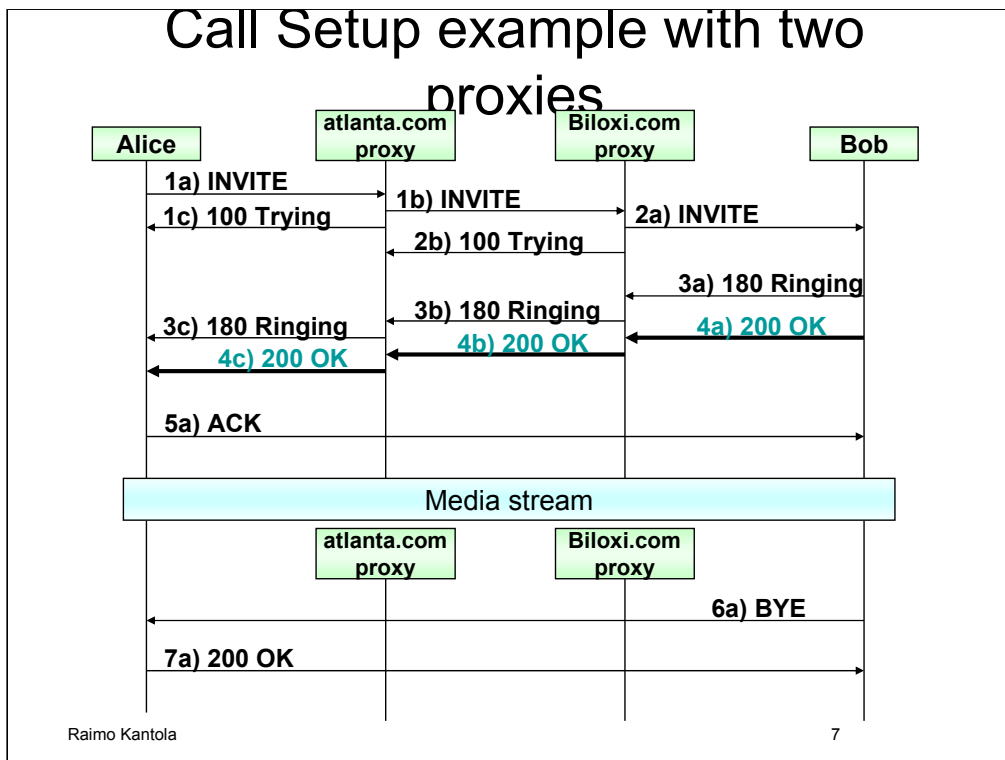 Call Setup example with two
proxies
Alice
atlanta.com
proxy
Biloxi.com
proxy
Bob
1a) INVITE
1b) INVITE
1c) 100 Trying
2a) INVITE
2b) 100 Trying
3a) 180 Ringing
3b) 180 Ringing
3c) 180 Ringing
4a) 200 OK
4b) 200 OK
4c) 200 OK
5a) ACK
Media stream
atlanta.com
proxy
Biloxi.com
proxy
6a) BYE
7a) 200 OK
Raimo Kantola
7